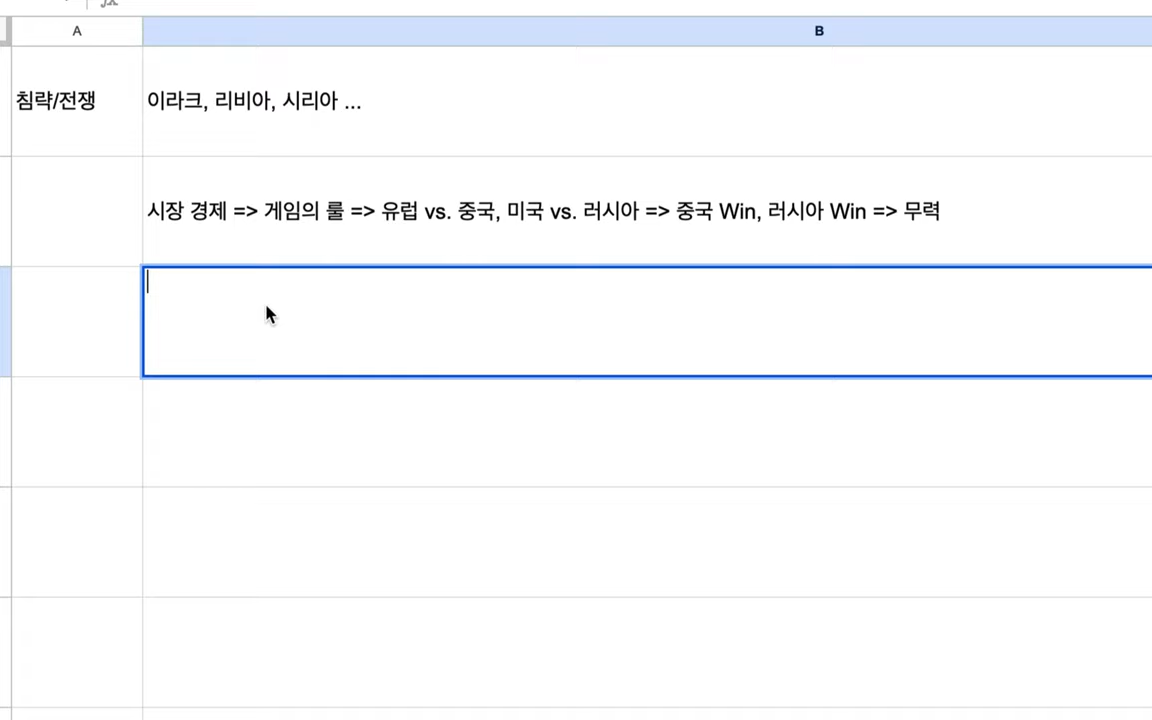 fx
A
B
침략/전쟁
이라크, 리비아, 시리아 ...
시장 경제 => 게임의 룰 => 유럽 vs. 중국, 미국 vs. 러시아 => 중국 Win, 러시아 Win => 무력